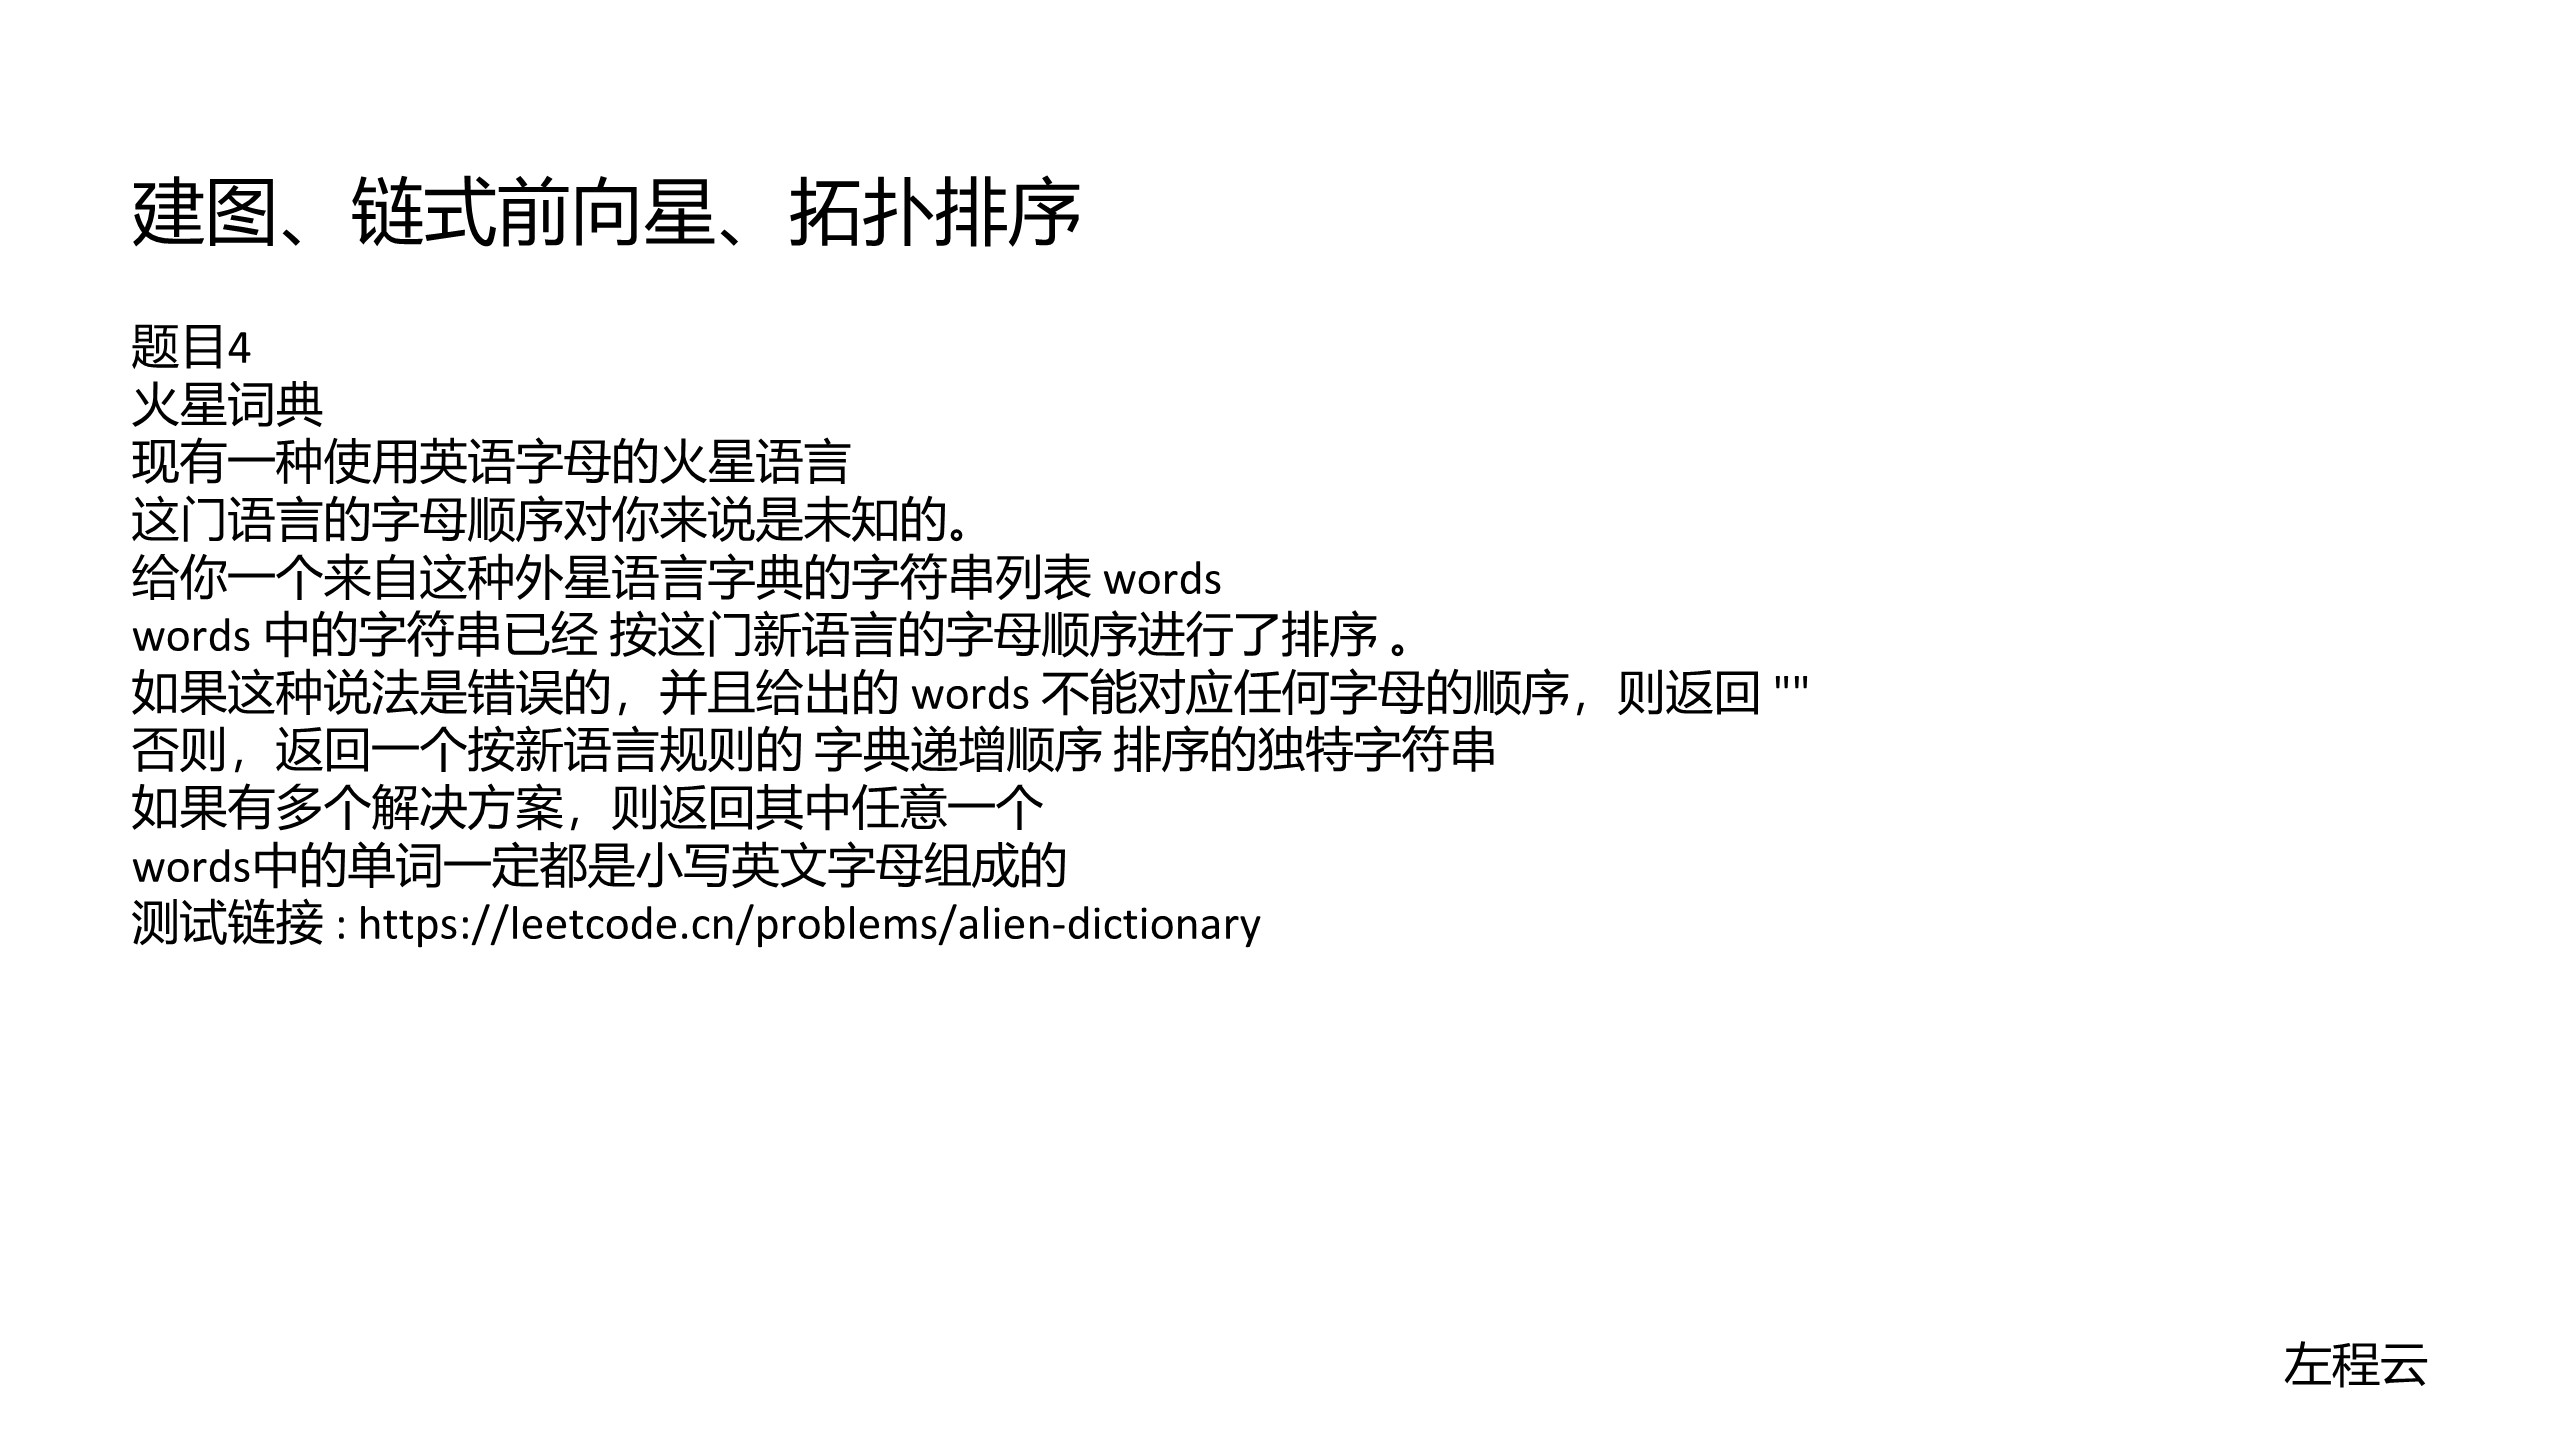 建图、链式前向星、拓扑排序
题目4
火星词典
现有一种使用英语字母的火星语言
这门语言的字母顺序对你来说是未知的。
给你一个来自这种外星语言字典的字符串列表 words
words 中的字符串已经 按这门新语言的字母顺序进行了排序 。
如果这种说法是错误的，并且给出的 words 不能对应任何字母的顺序，则返回 ""
否则，返回一个按新语言规则的 字典递增顺序 排序的独特字符串
如果有多个解决方案，则返回其中任意一个
words中的单词一定都是小写英文字母组成的
测试链接 : https://leetcode.cn/problems/alien-dictionary
左程云